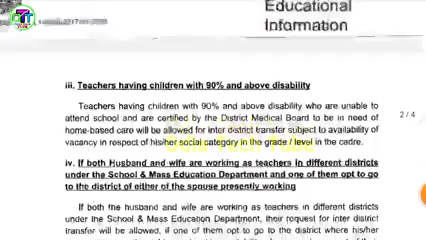 Educational
Information
iii. Teachers having children with 90% and above disability
Teachers having children with 90% and above disability who are unable to
attend school and are certified by the District Medical Board to be in need of
home-based care will be allowed for inter district transfer subject to availability of
vacancy in respect of his/her social category in the grade / level in the cadre.
2 / 4
iv. If both Husband and wife are working as teachers in different districts
under the School & Mass Education Department and one of them opt to go
to the district of either of the spouse presently working
If both the husband and wife are working as teachers in different
districts under the School & Mass Education Department, their request for inter district
transfer will be allowed, if one of them opt to go to the district where his/her